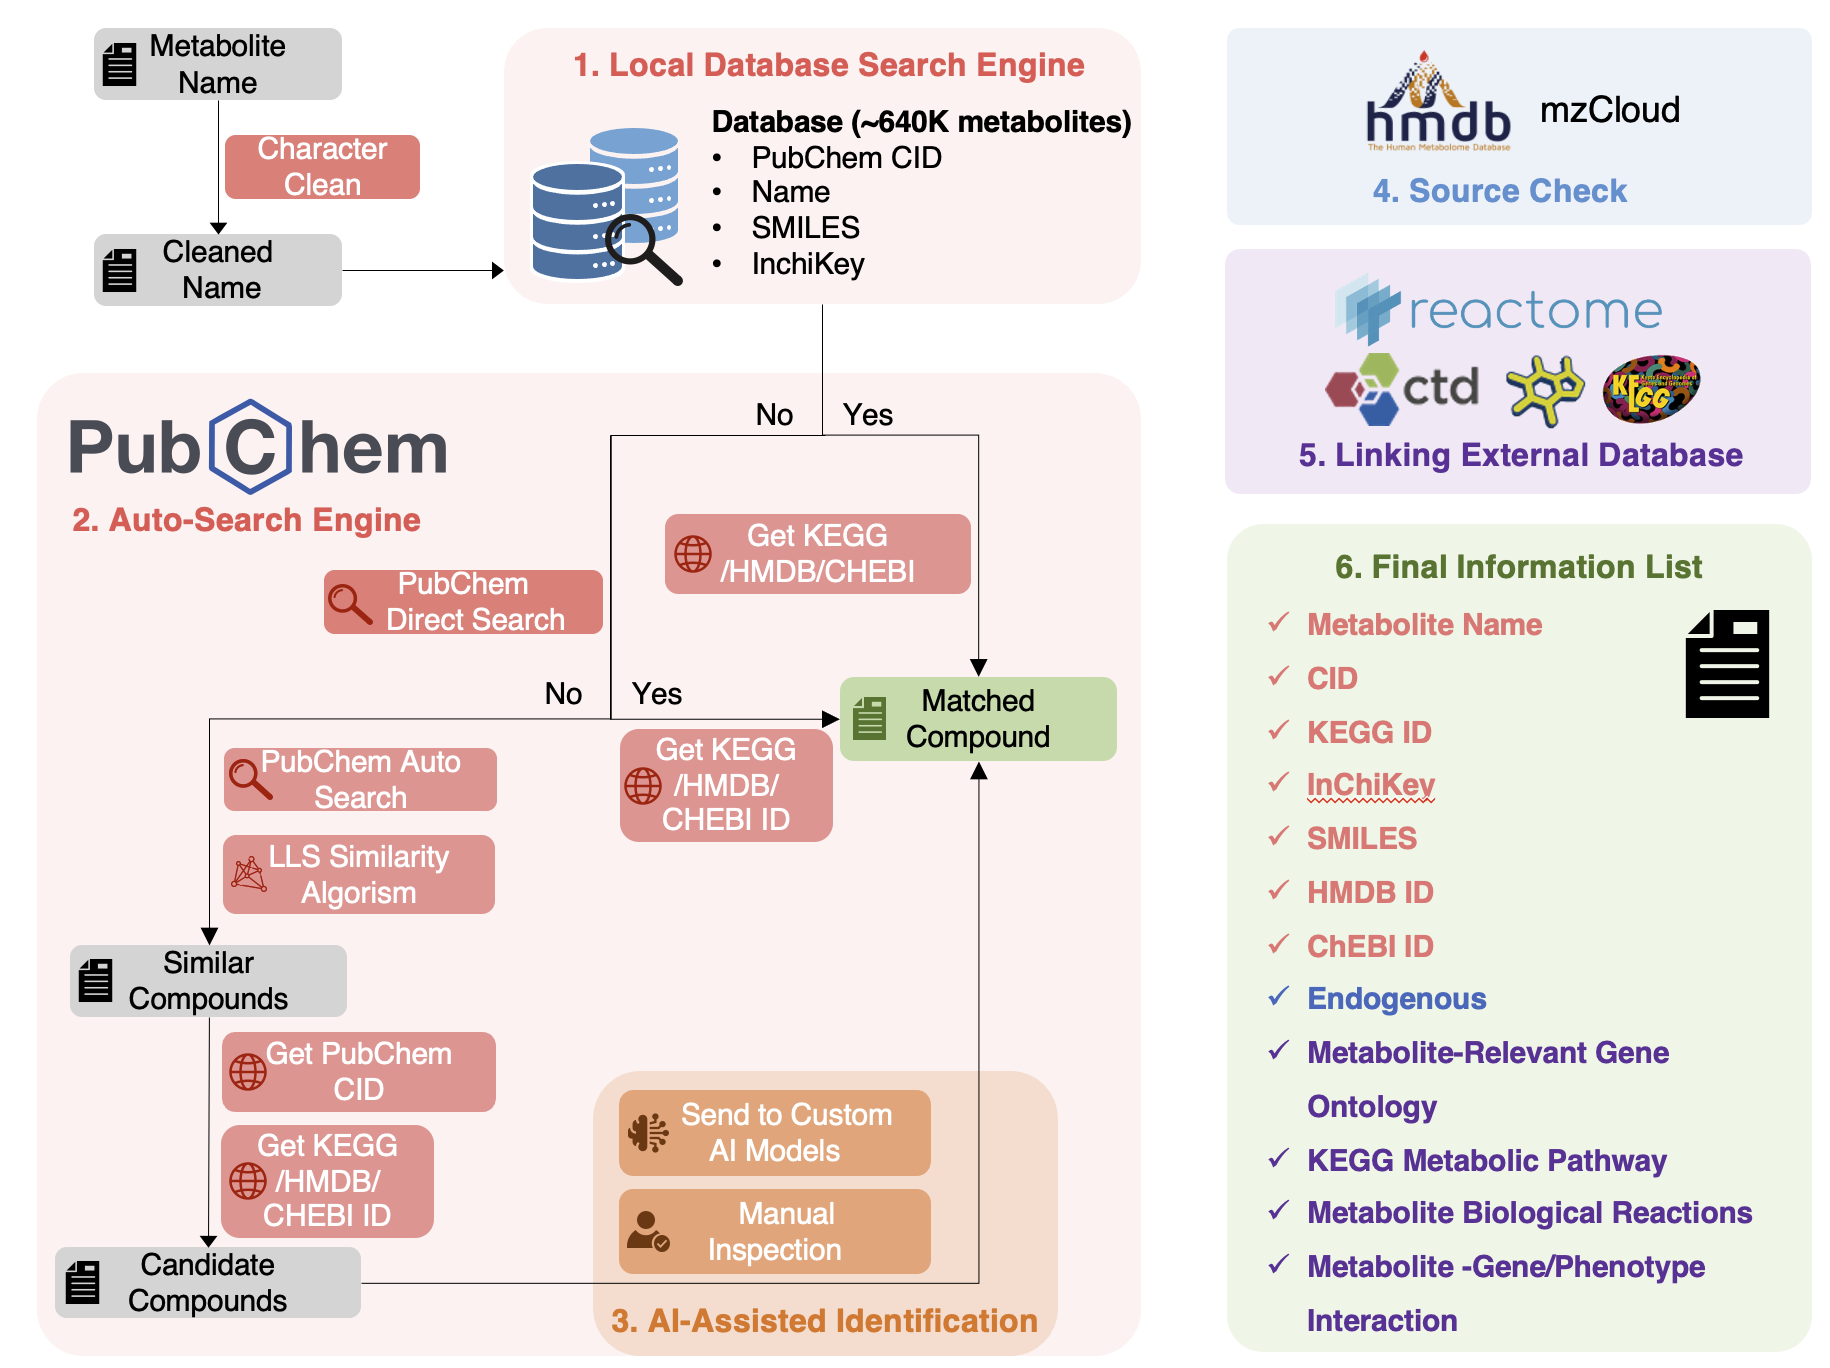 Metabolite
Name
Character
Clean
Cleaned
Name
1. Local Database Search Engine
Database (~640K metabolites)
• PubChem CID
• Name
• SMILES
• InchiKey
PubChem
2. Auto-Search Engine
No
Yes
Get KEGG
/HMDB/CHEBI
PubChem
Direct Search
No
Yes
Matched
Compound
Get KEGG
/HMDB/
CHEBI ID
PubChem Auto
Search
LLS Similarity
Algorism
Similar
Compounds
Get PubChem
CID
Get KEGG
/HMDB/
CHEBI ID
Candidate
Compounds
Send to Custom
AI Models
Manual
Inspection
3. AI-Assisted Identification
hmdb
The Human Metabolome Database
mzCloud
4. Source Check
reactome
ctd
KEGG
Kyoto Encyclopedia of
Genes and Genomes
5. Linking External Database
6. Final Information List
✓ Metabolite Name
✓ CID
✓ KEGG ID
✓ InChiKey
✓ SMILES
✓ HMDB ID
✓ ChEBI ID
✓ Endogenous
✓ Metabolite-Relevant Gene
Ontology
✓ KEGG Metabolic Pathway
✓ Metabolite Biological Reactions
✓ Metabolite -Gene/Phenotype
Interaction